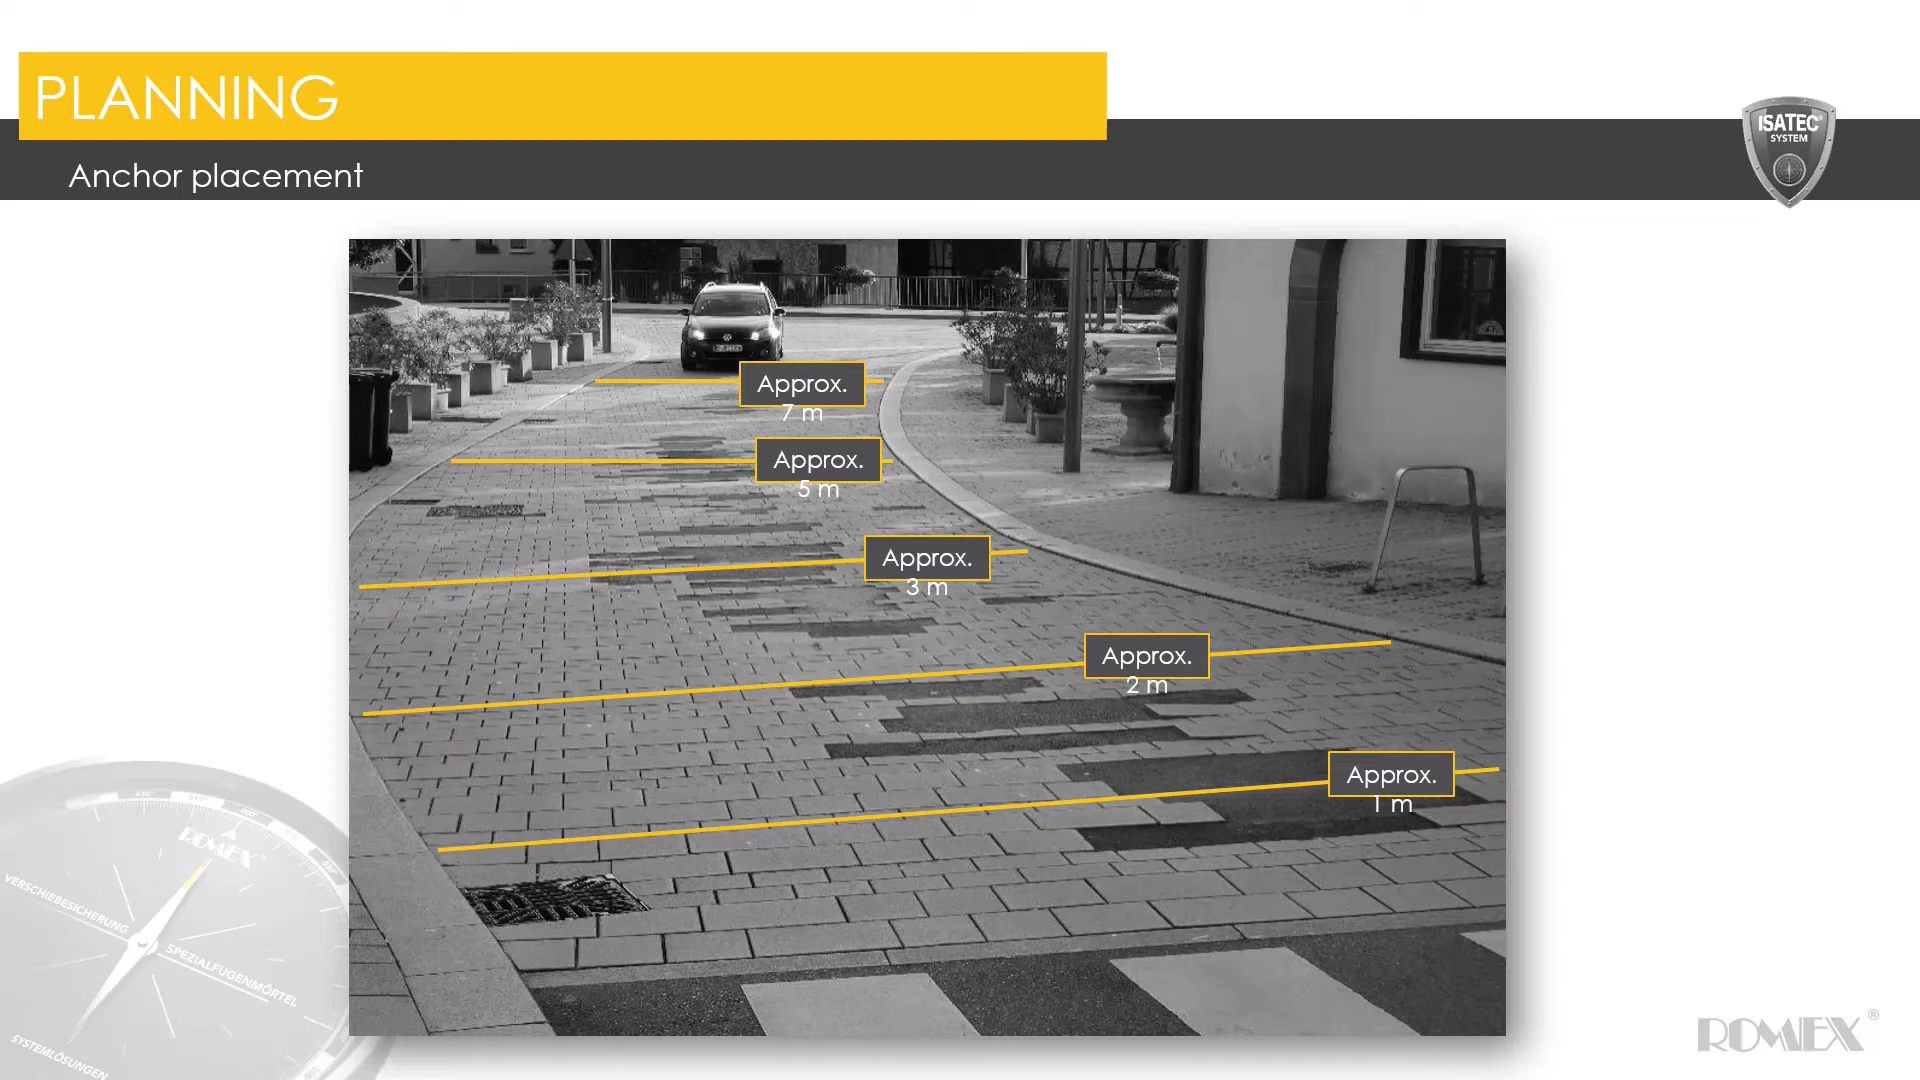 PLANNING
Anchor placement
ISATEC®
SYSTEM
Approx.
7 m
Approx.
5 m
Approx.
3 m
Approx.
2 m
Approx.
1 m
ROMEX
VERSCHIEBESICHERUNG
SPEZIALFUGENMÖRTEL
SYSTEMLÖSUNGEN
ROMEX®